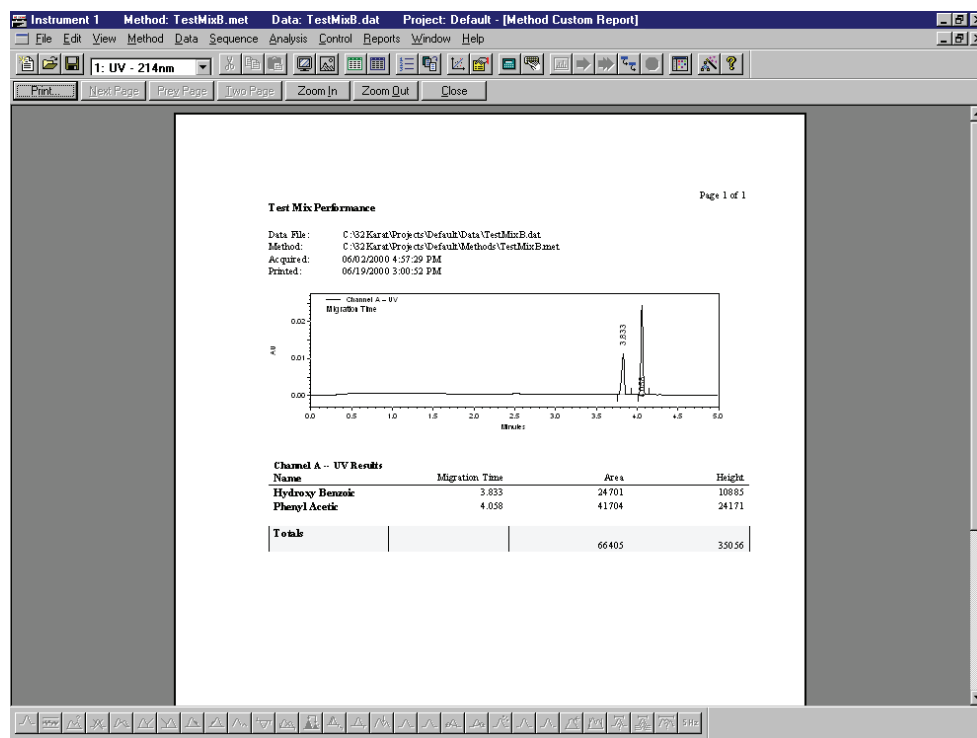 Instrument 1 Method: TestMixB.met Data: TestMixB.dat Project: Default - [Method Custom Report]
File Edit View Method Data Sequence Analysis Control Reports Window Help
1: UV - 214nm
Print... Next Page Prev Page Two Page Zoom In Zoom Out Close
Page 1 of 1
Test Mix Performance
Data File: C:\32Karat\Projects\Default\Data\TestMixB.dat
Method: C:\32Karat\Projects\Default\Methods\TestMixB.met
Acquired: 06/02/2000 4:57:29 PM
Printed: 06/19/2000 3:00:52 PM
Channel A -- UV
Migration Time
0.02
0.01
0.00
AU
3.833
0.0 0.5 1.0 1.5 2.0 2.5 3.0 3.5 4.0 4.5 5.0
Minutes
Channel A -- UV Results
Name Migration Time Area Height
Hydroxy Benzoic 3.833 24701 10885
Phenyl Acetic 4.058 41704 24171
Totals
66405 35056
5Hz